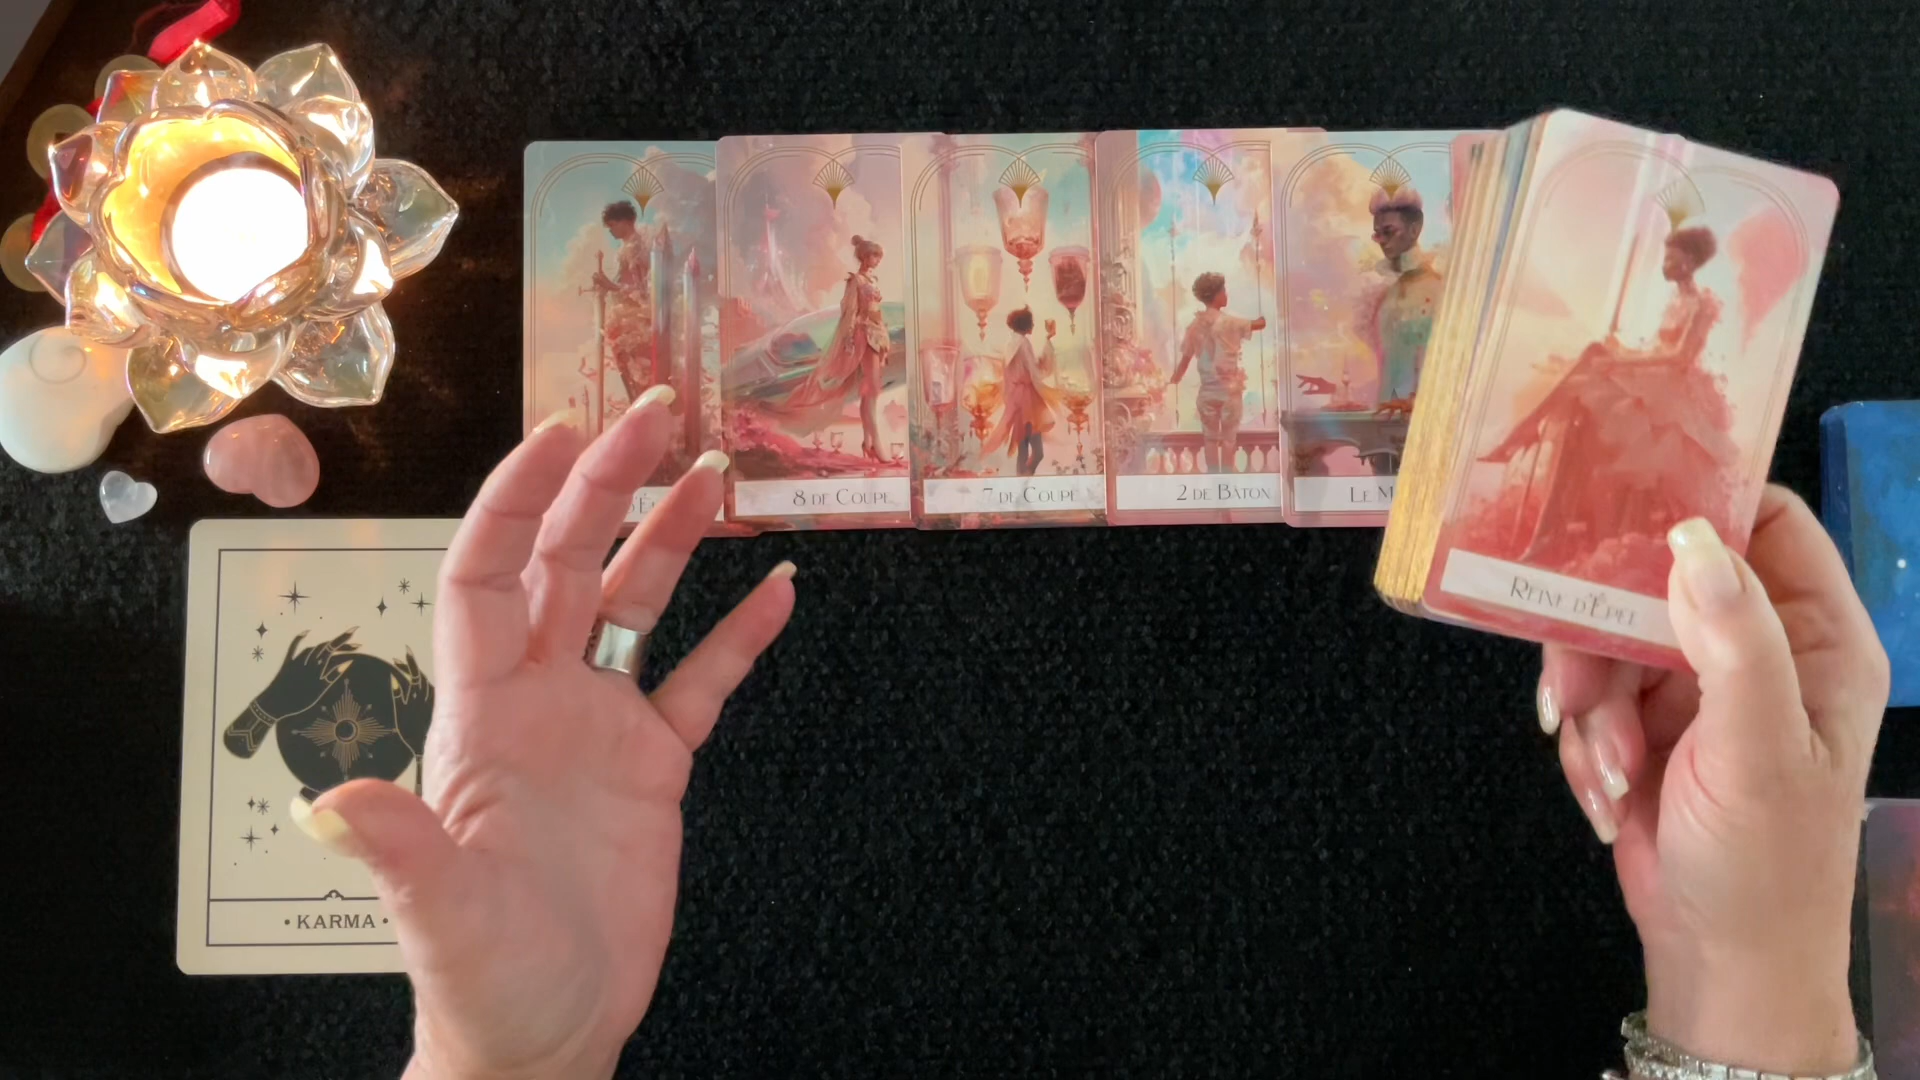 8 DE COUPE
7 DE COUPE
2 DE BÂTON
LE M
REINE D'ÉPÉE
• KARMA •